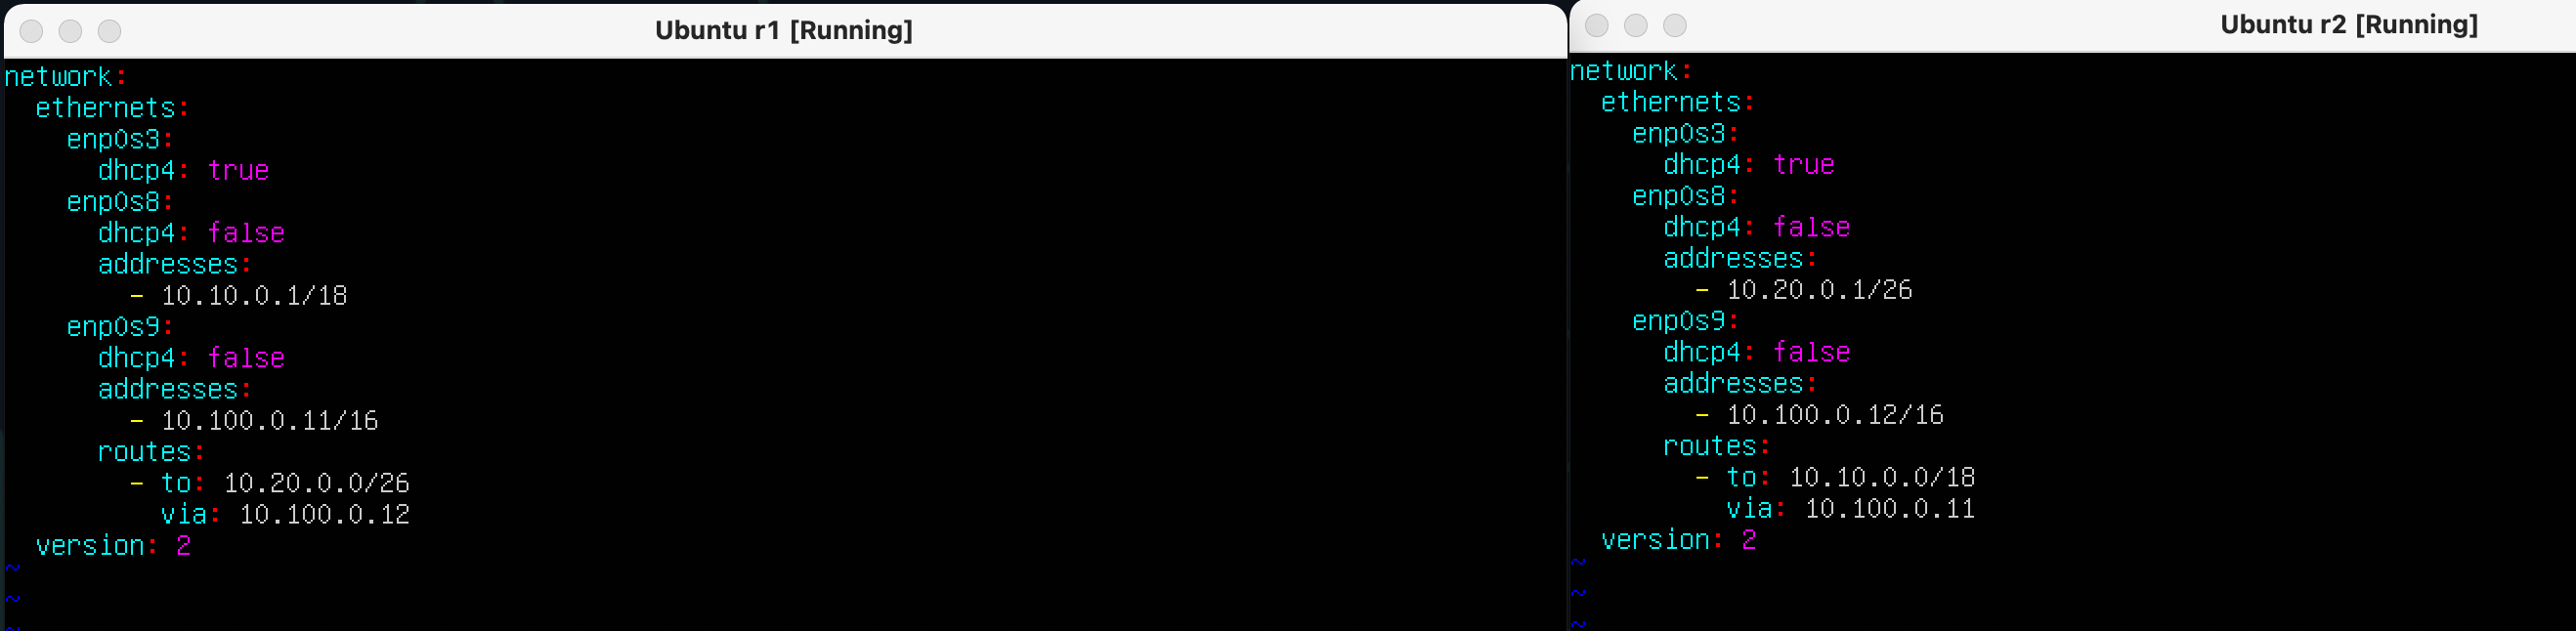 Ubuntu r1 [Running]
network:
  ethernets:
    enp0s3:
      dhcp4: true
    enp0s8:
      dhcp4: false
      addresses:
        - 10.10.0.1/18
    enp0s9:
      dhcp4: false
      addresses:
        - 10.100.0.11/16
      routes:
        - to: 10.20.0.0/26
          via: 10.100.0.12
  version: 2
~
~
~
Ubuntu r2 [Running]
network:
  ethernets:
    enp0s3:
      dhcp4: true
    enp0s8:
      dhcp4: false
      addresses:
        - 10.20.0.1/26
    enp0s9:
      dhcp4: false
      addresses:
        - 10.100.0.12/16
      routes:
        - to: 10.10.0.0/18
          via: 10.100.0.11
  version: 2
~
~
~